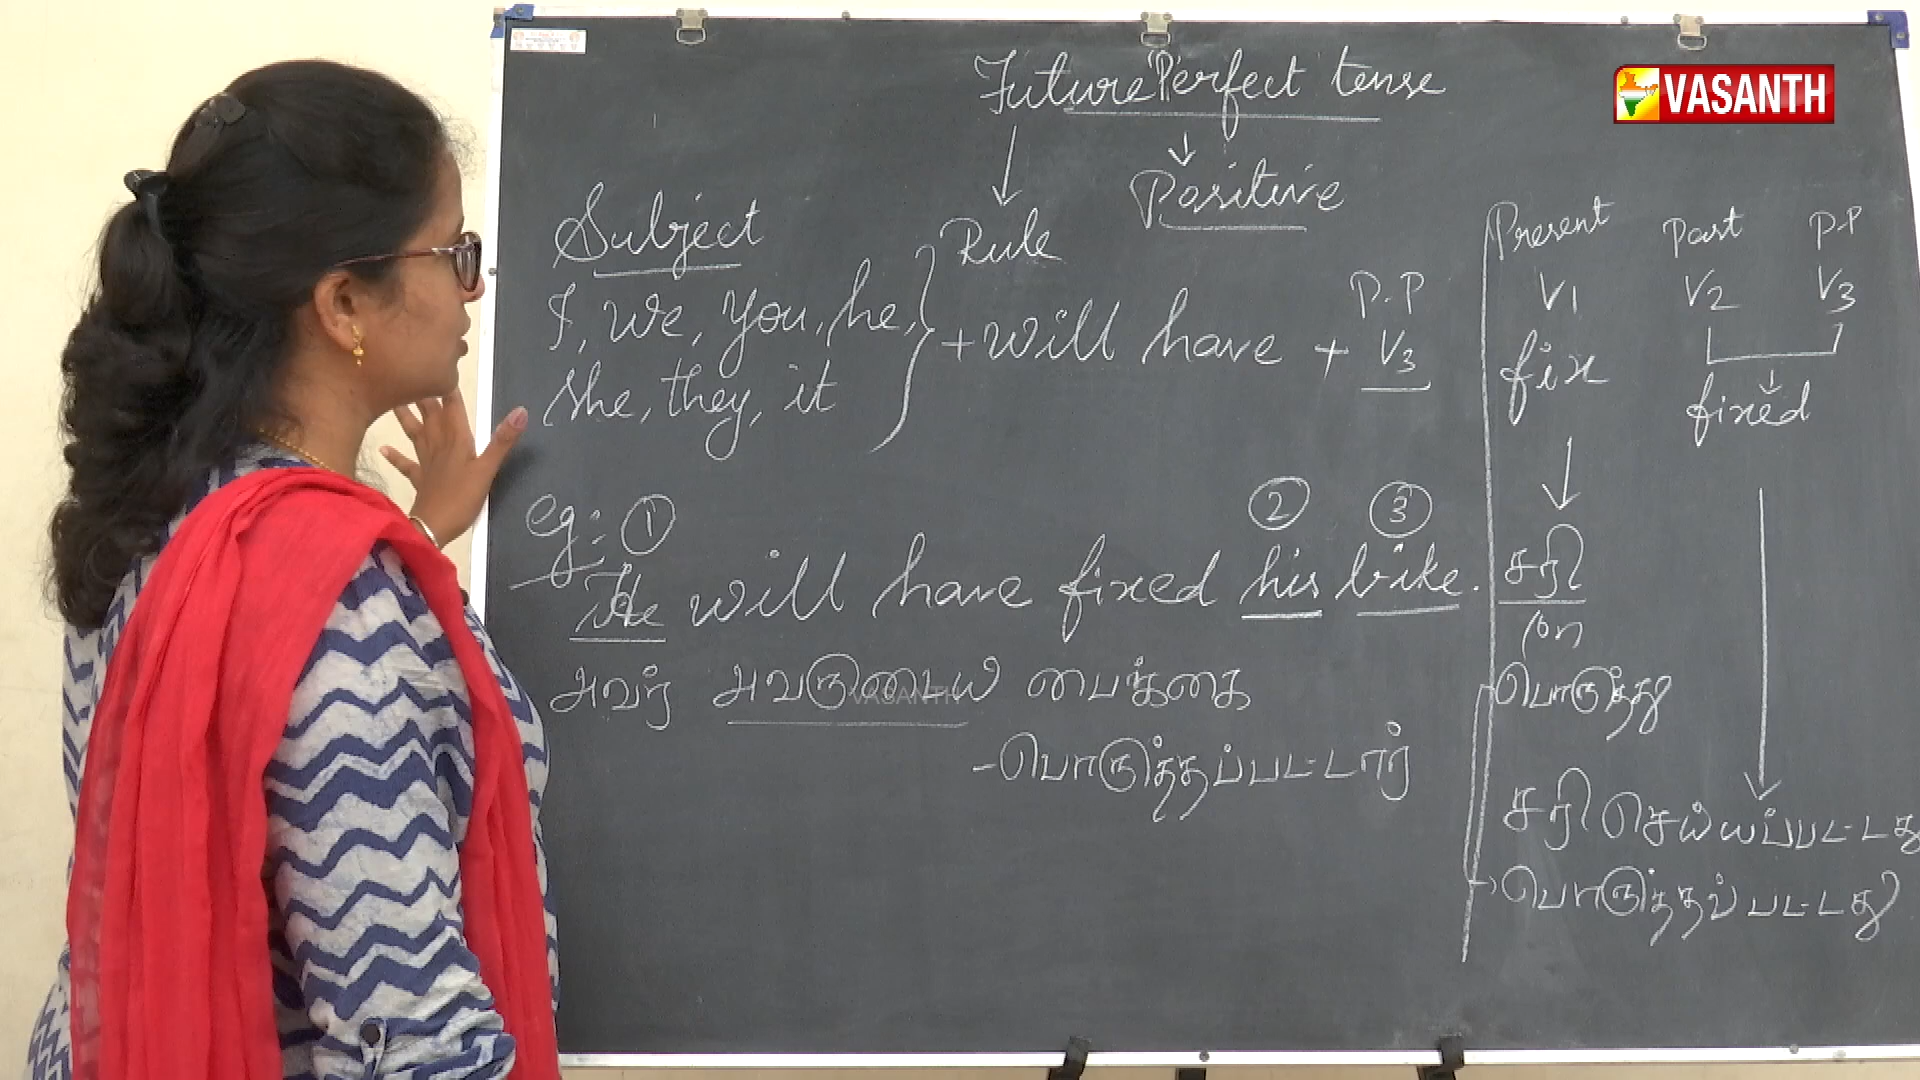 Future Perfect tense
VASANTH
Positive
Subject
Rule
I, We, You, he,
she, they, it
+ will have + P.P V3
Present Past P.P
V1 V2 V3
fix
fixed
eg: 1 2 3
He will have fixed his bike.
அவர் அவருடைய பைக்கை
- பொருத்தப்பட்டார்
VASANTH
சரி
(or)
பொருத்து
சரி செய்யப்பட்டது
பொருத்தப்பட்டது